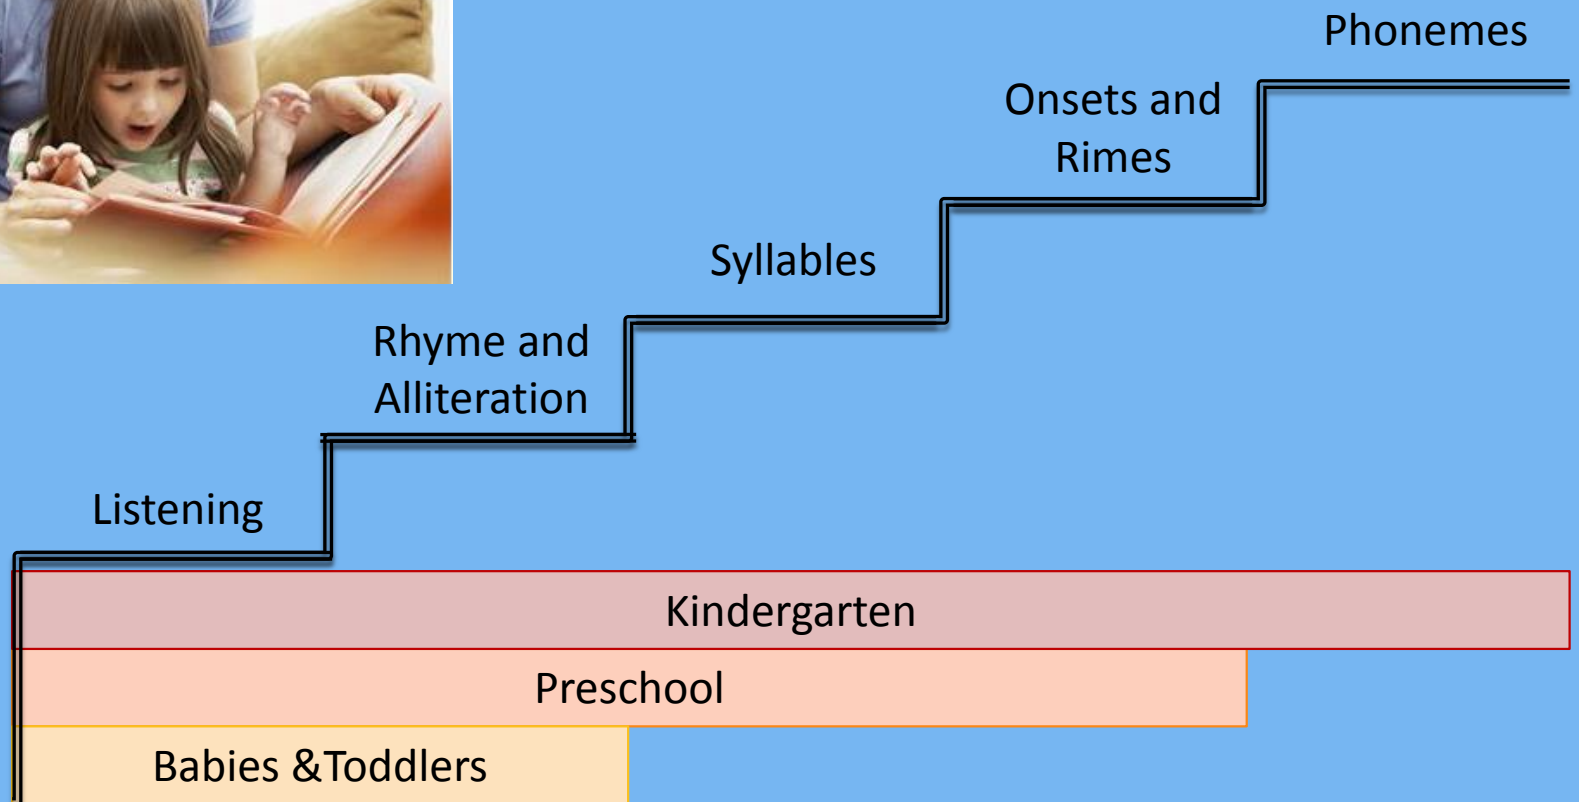 Phonemes
Onsets and
Rimes
Syllables
Rhyme and
Alliteration
Listening
Kindergarten
Preschool
Babies &Toddlers